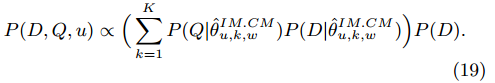 P(D, Q, u) ∝ ( ∑_{k=1}^{K} P(Q|θ̂^{IM.CM}_{u,k,w})P(D|θ̂^{IM.CM}_{u,k,w}) ) P(D).
(19)